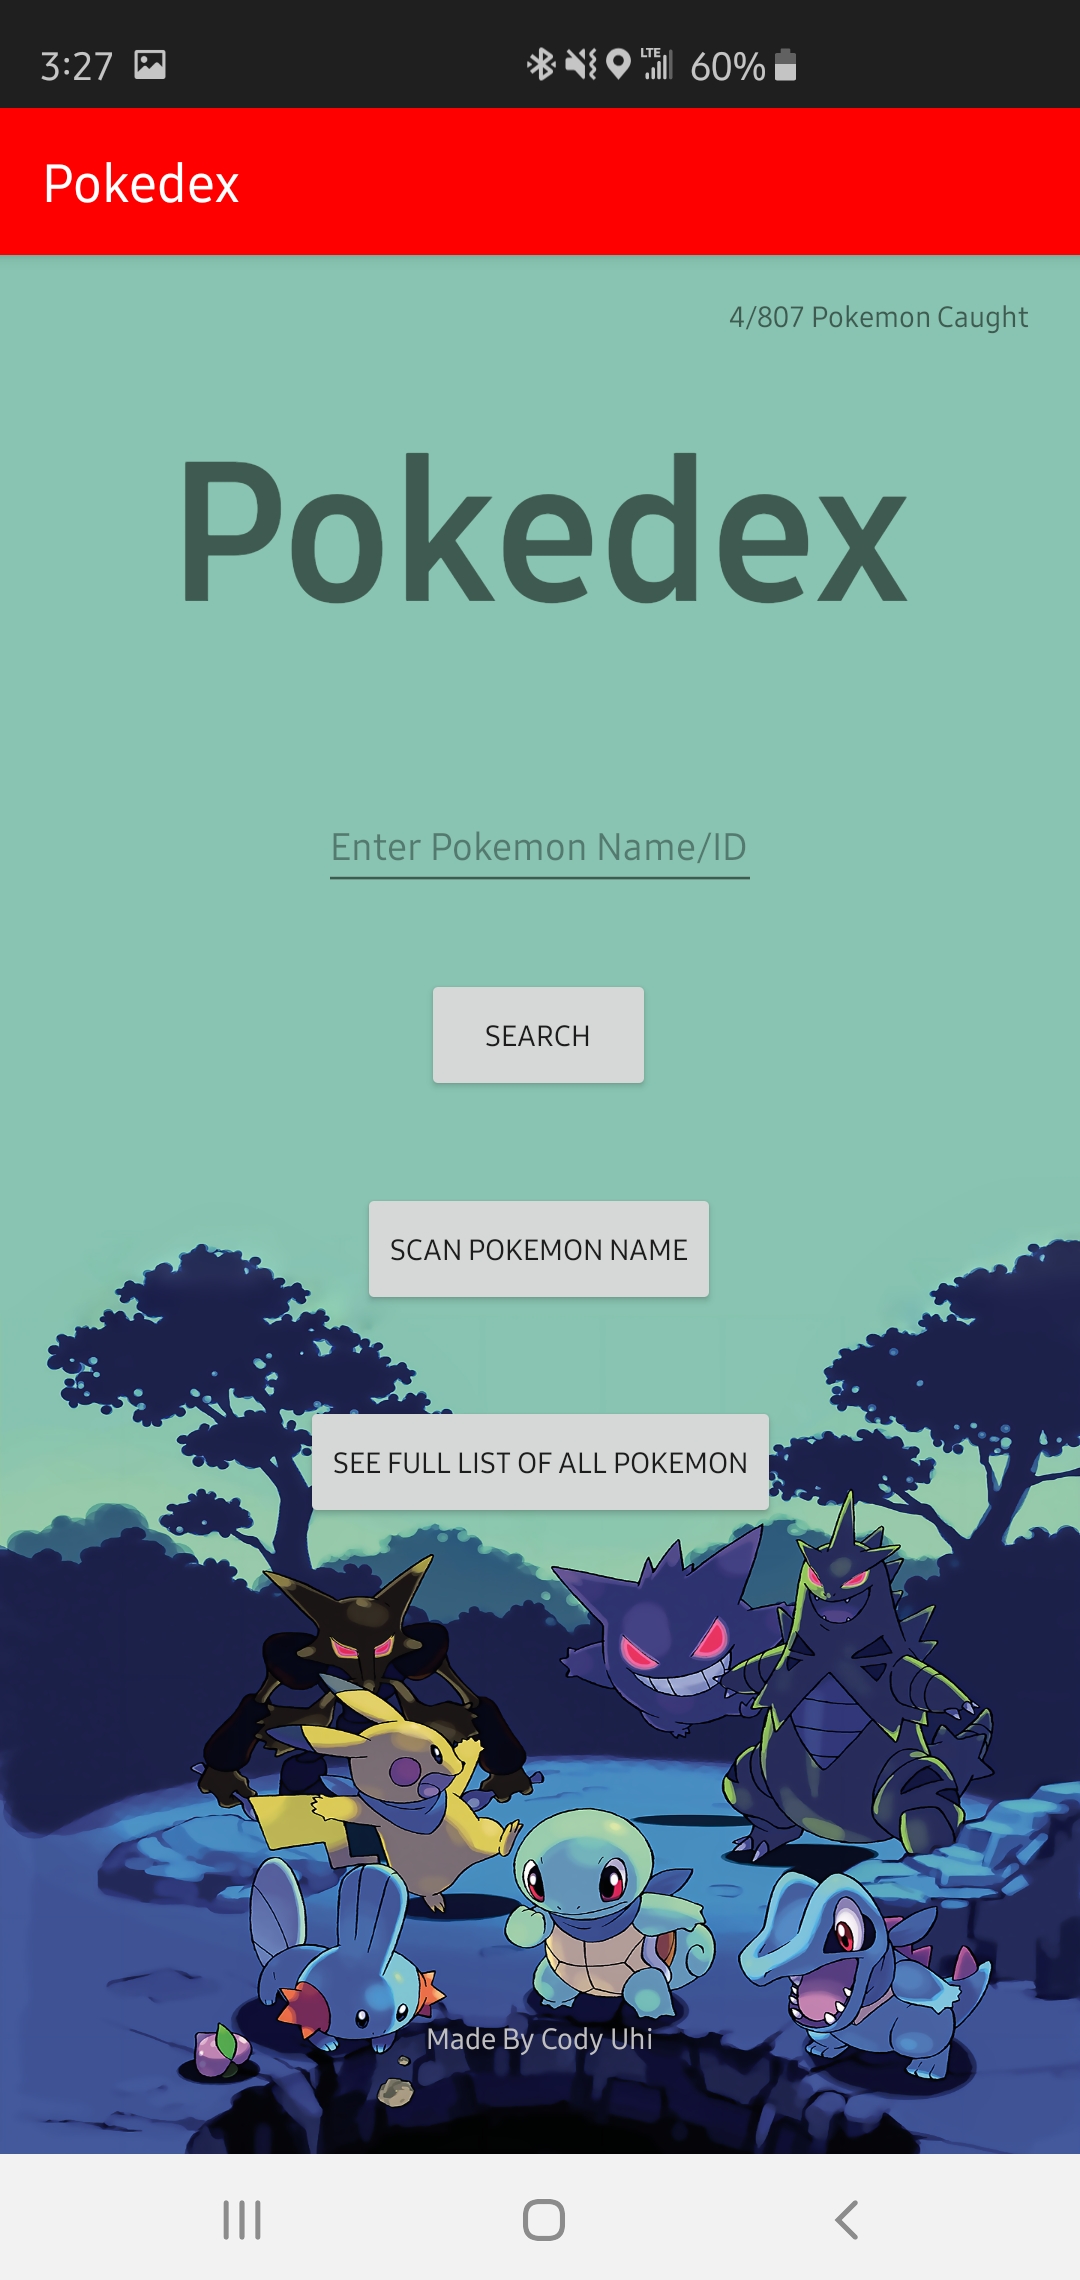 3:27 LTE 60%
Pokedex
4/807 Pokemon Caught
Pokedex
Enter Pokemon Name/ID
SEARCH
SCAN POKEMON NAME
SEE FULL LIST OF ALL POKEMON
Made By Cody Uhi